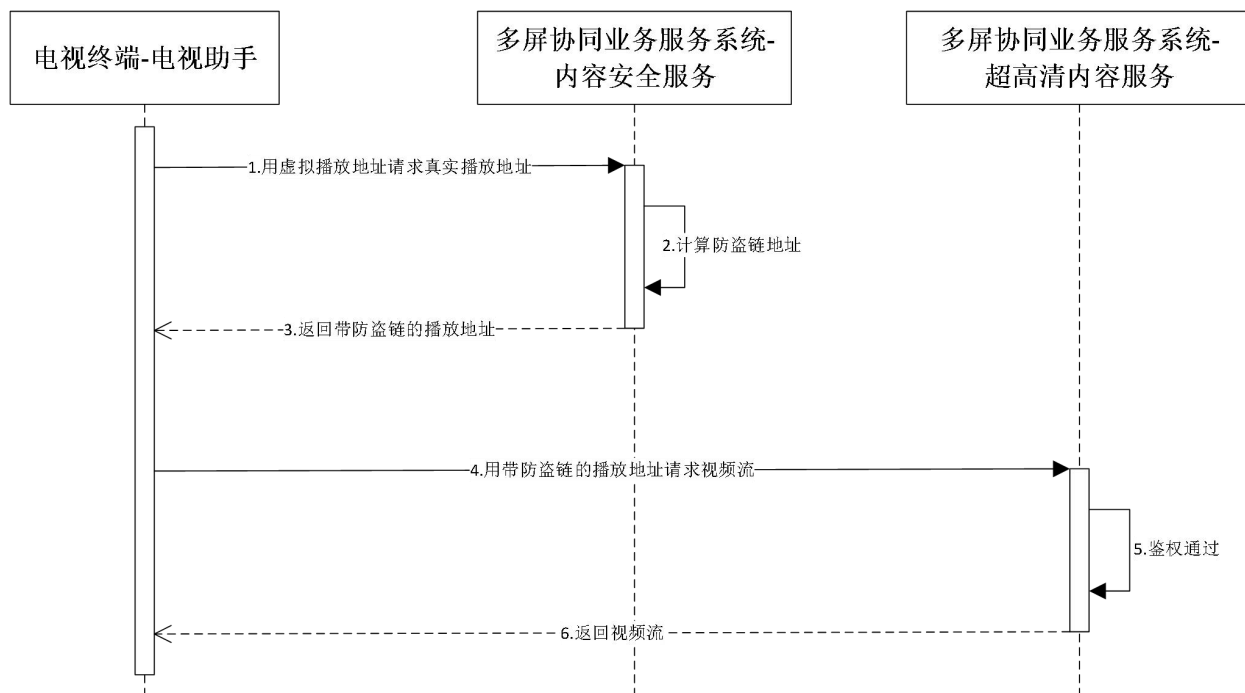 电视终端-电视助手
多屏协同业务服务系统-
内容安全服务
多屏协同业务服务系统-
超高清内容服务
1.用虚拟播放地址请求真实播放地址
2.计算防盗链地址
3.返回带防盗链的播放地址
4.用带防盗链的播放地址请求视频流
5.鉴权通过
6.返回视频流